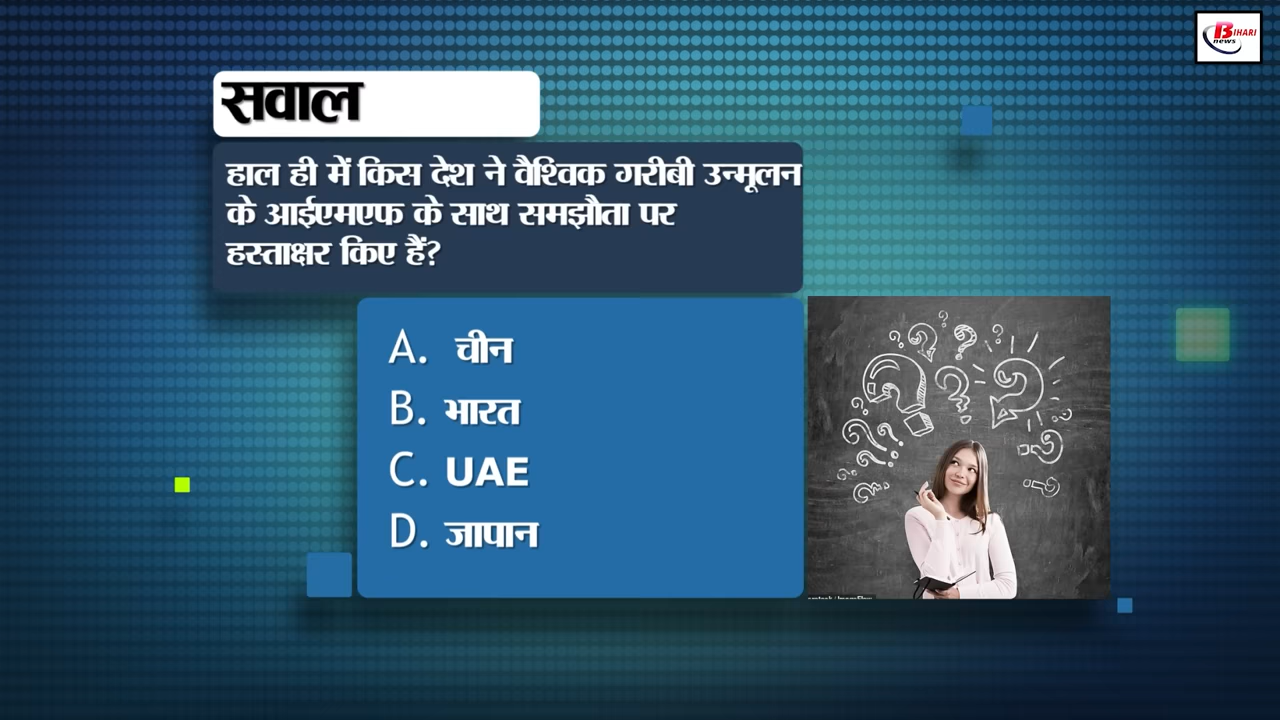 BIHARI
news
सवाल
हाल ही में किस देश ने वैश्विक गरीबी उन्मूलन
के आईएमएफ के साथ समझौता पर
हस्ताक्षर किए हैं?
A. चीन
B. भारत
C. UAE
D. जापान